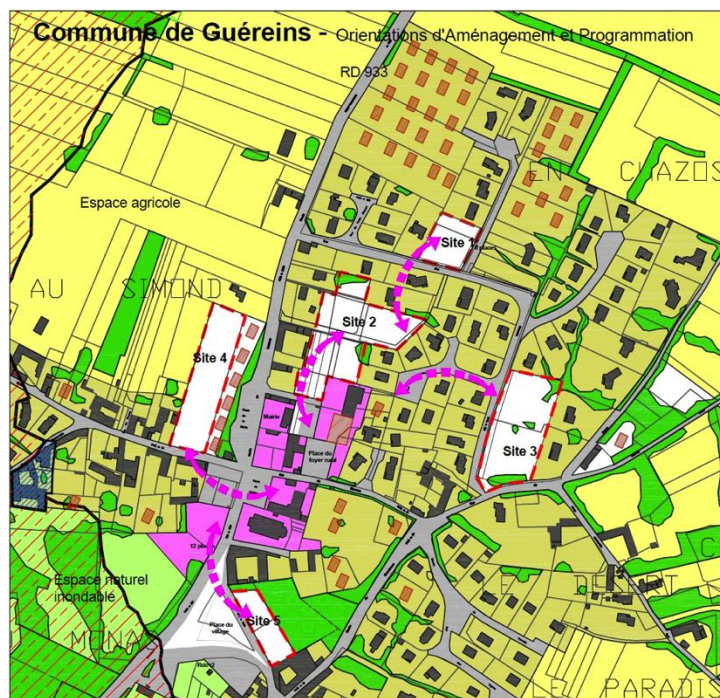 Commune de Guéreins - Orientations d'Aménagement et Programmation
RD 933
EN CHAZOS
Site 1
Espace agricole
AU SIMOND
Site 2
Site 4
Mairie
Place du
foyer rural
Site 3
Espace naturel
inondable
Site 5
Place du
village
LE PARADIS